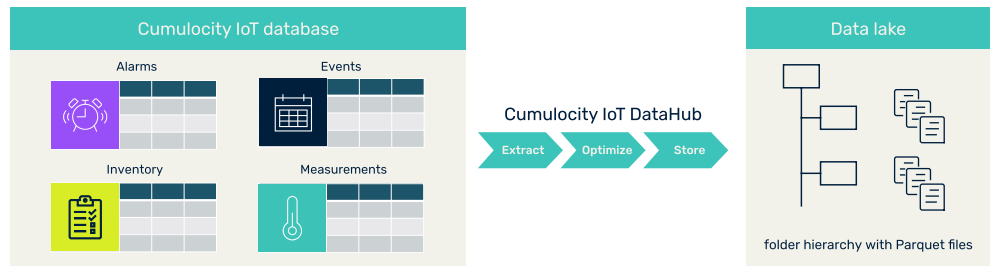 Cumulocity IoT database
Alarms
Events
Inventory
Measurements
Cumulocity IoT DataHub
Extract
Optimize
Store
Data lake
folder hierarchy with Parquet files